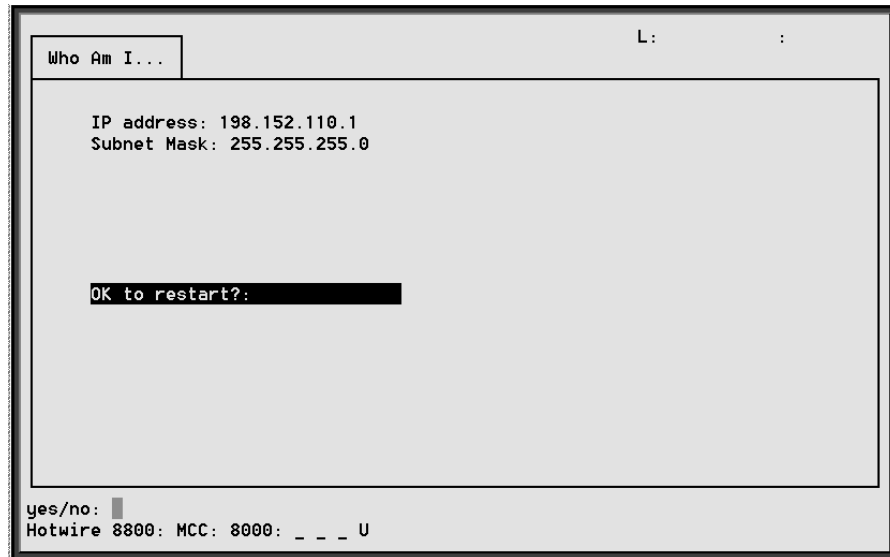 L: :
Who Am I...
IP address: 198.152.110.1
Subnet Mask: 255.255.255.0
OK to restart?:
yes/no:
Hotwire 8800: MCC: 8000: _ _ _ U